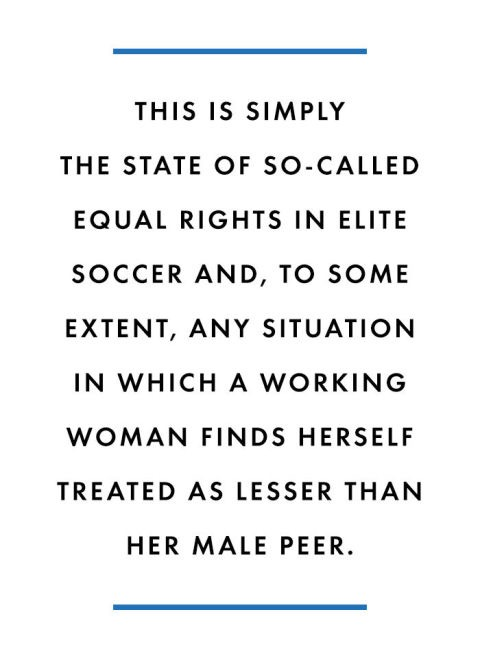 THIS IS SIMPLY
THE STATE OF SO-CALLED
EQUAL RIGHTS IN ELITE
SOCCER AND, TO SOME
EXTENT, ANY SITUATION
IN WHICH A WORKING
WOMAN FINDS HERSELF
TREATED AS LESSER THAN
HER MALE PEER.